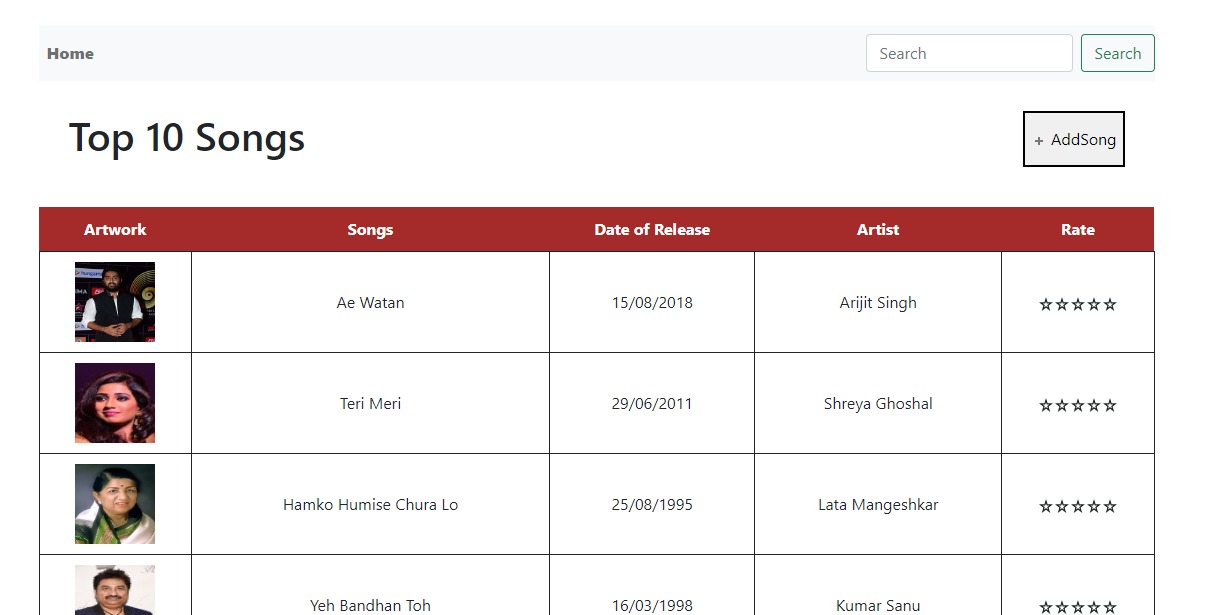 Home Search Search
Top 10 Songs + AddSong
Artwork Songs Date of Release Artist Rate
Ae Watan 15/08/2018 Arijit Singh ☆☆☆☆☆
Teri Meri 29/06/2011 Shreya Ghoshal ☆☆☆☆☆
Hamko Humise Chura Lo 25/08/1995 Lata Mangeshkar ☆☆☆☆☆
Yeh Bandhan Toh 16/03/1998 Kumar Sanu ☆☆☆☆☆